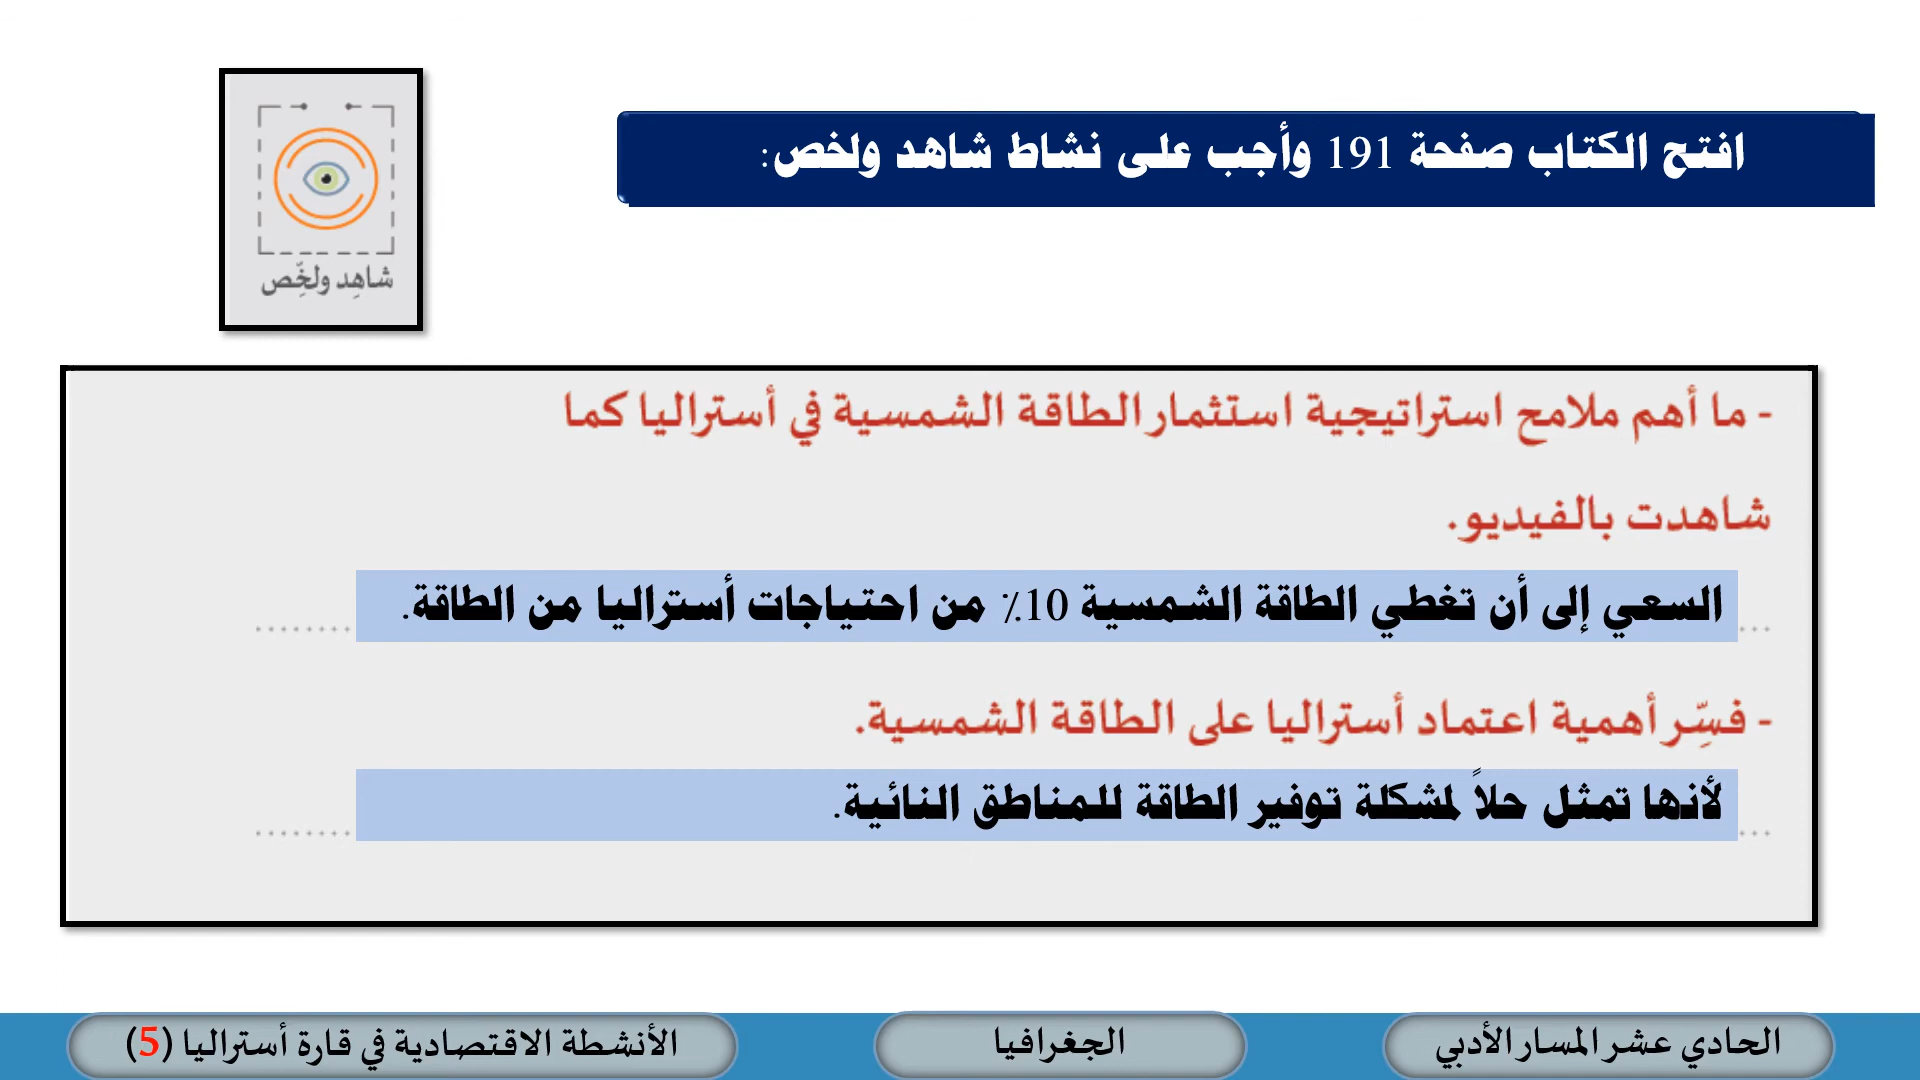 افتح الكتاب صفحة 191 وأجب على نشاط شاهد ولخص:
شاهِد ولخِّص
- ما أهم ملامح استراتيجية استثمار الطاقة الشمسية في أستراليا كما
شاهدت بالفيديو.
السعي إلى أن تغطي الطاقة الشمسية 10٪ من احتياجات أستراليا من الطاقة.
- فسِّر أهمية اعتماد أستراليا على الطاقة الشمسية.
لأنها تمثل حلاً لمشكلة توفير الطاقة للمناطق النائية.
الحادي عشر المسار الأدبي
الجغرافيا
الأنشطة الاقتصادية في قارة أستراليا (5)